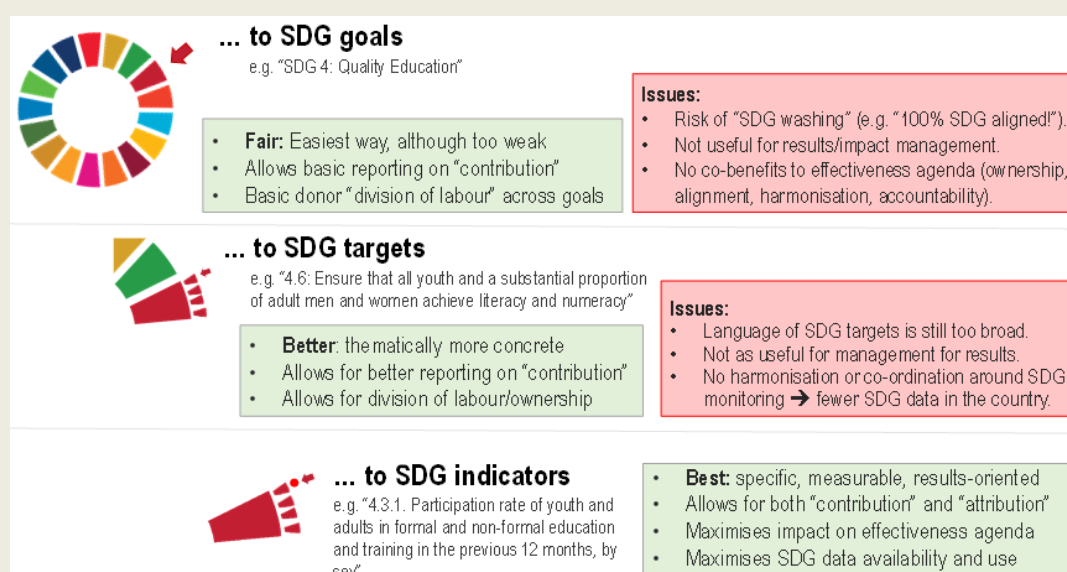 ... to SDG goals
e.g. “SDG 4: Quality Education”
• Fair: Easiest way, although too weak
• Allows basic reporting on “contribution”
• Basic donor “division of labour” across goals
Issues:
• Risk of “SDG washing” (e.g. “100% SDG aligned!”).
• Not useful for results/impact management.
• No co-benefits to effectiveness agenda (ownership,
alignment, harmonisation, accountability).
... to SDG targets
e.g. “4.6: Ensure that all youth and a substantial proportion
of adult men and women achieve literacy and numeracy”
• Better: thematically more concrete
• Allows for better reporting on “contribution”
• Allows for division of labour/ownership
Issues:
• Language of SDG targets is still too broad.
• Not as useful for management for results.
• No harmonisation or co-ordination around SDG
monitoring ➔ fewer SDG data in the country.
... to SDG indicators
e.g. “4.3.1. Participation rate of youth and
adults in formal and non-formal education
and training in the previous 12 months, by
• Best: specific, measurable, results-oriented
• Allows for both “contribution” and “attribution”
• Maximises impact on effectiveness agenda
• Maximises SDG data availability and use